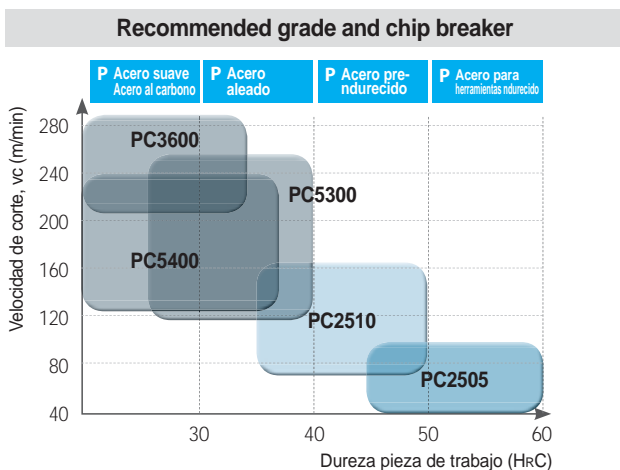 Recommended grade and chip breaker
P Acero suave
Acero al carbono
P Acero
aleado
P Acero pre-
ndurecido
P Acero para
herramientas ndurecido
Velocidad de corte, vc (m/min)
280
240
200
160
120
80
40
PC3600
PC5300
PC5400
PC2510
PC2505
30
40
50
60
Dureza pieza de trabajo (HRC)